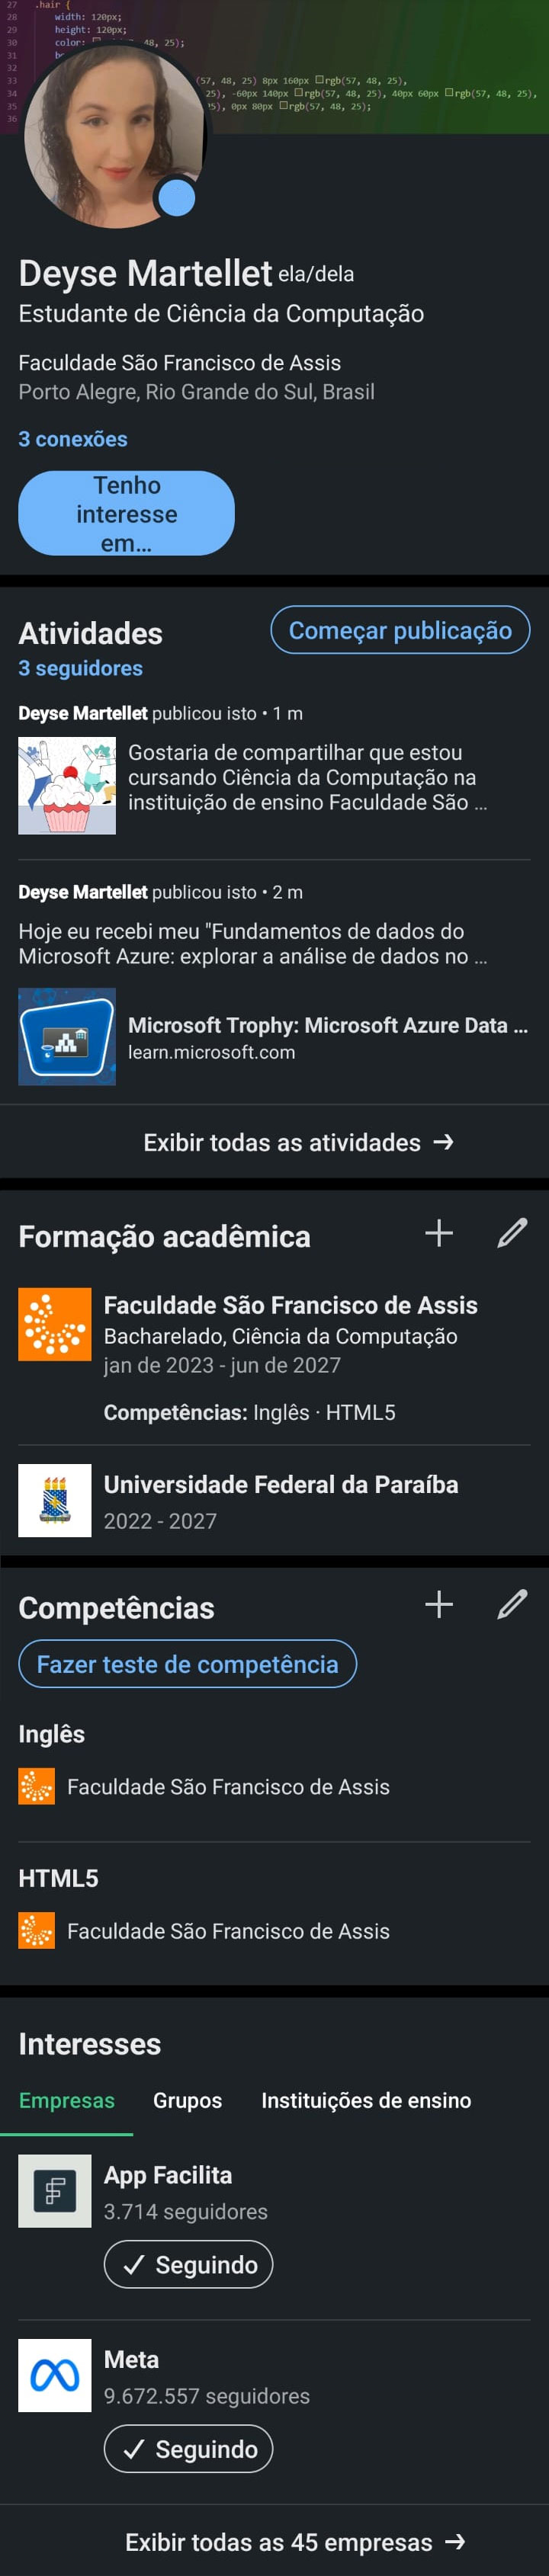 27 .hair {
28 width: 120px;
29 height: 120px;
30 color: 48, 25);
31
32
33 (57, 48, 25) 8px 160px rgb(57, 48, 25),
34 25), -60px 140px rgb(57, 48, 25), 40px 60px rgb(57, 48, 25),
35 5), 0px 80px rgb(57, 48, 25);
36
Deyse Martellet ela/dela
Estudante de Ciência da Computação
Faculdade São Francisco de Assis
Porto Alegre, Rio Grande do Sul, Brasil
3 conexões
Tenho
interesse
em...
Atividades
Começar publicação
3 seguidores
Deyse Martellet publicou isto • 1 m
Gostaria de compartilhar que estou
cursando Ciência da Computação na
instituição de ensino Faculdade São ...
Deyse Martellet publicou isto • 2 m
Hoje eu recebi meu "Fundamentos de dados do
Microsoft Azure: explorar a análise de dados no ...
Microsoft Trophy: Microsoft Azure Data ...
learn.microsoft.com
Exibir todas as atividades →
Formação acadêmica
Faculdade São Francisco de Assis
Bacharelado, Ciência da Computação
jan de 2023 - jun de 2027
Competências: Inglês · HTML5
Universidade Federal da Paraíba
2022 - 2027
Competências
Fazer teste de competência
Inglês
Faculdade São Francisco de Assis
HTML5
Faculdade São Francisco de Assis
Interesses
Empresas Grupos Instituições de ensino
App Facilita
3.714 seguidores
✓ Seguindo
Meta
9.672.557 seguidores
✓ Seguindo
Exibir todas as 45 empresas →